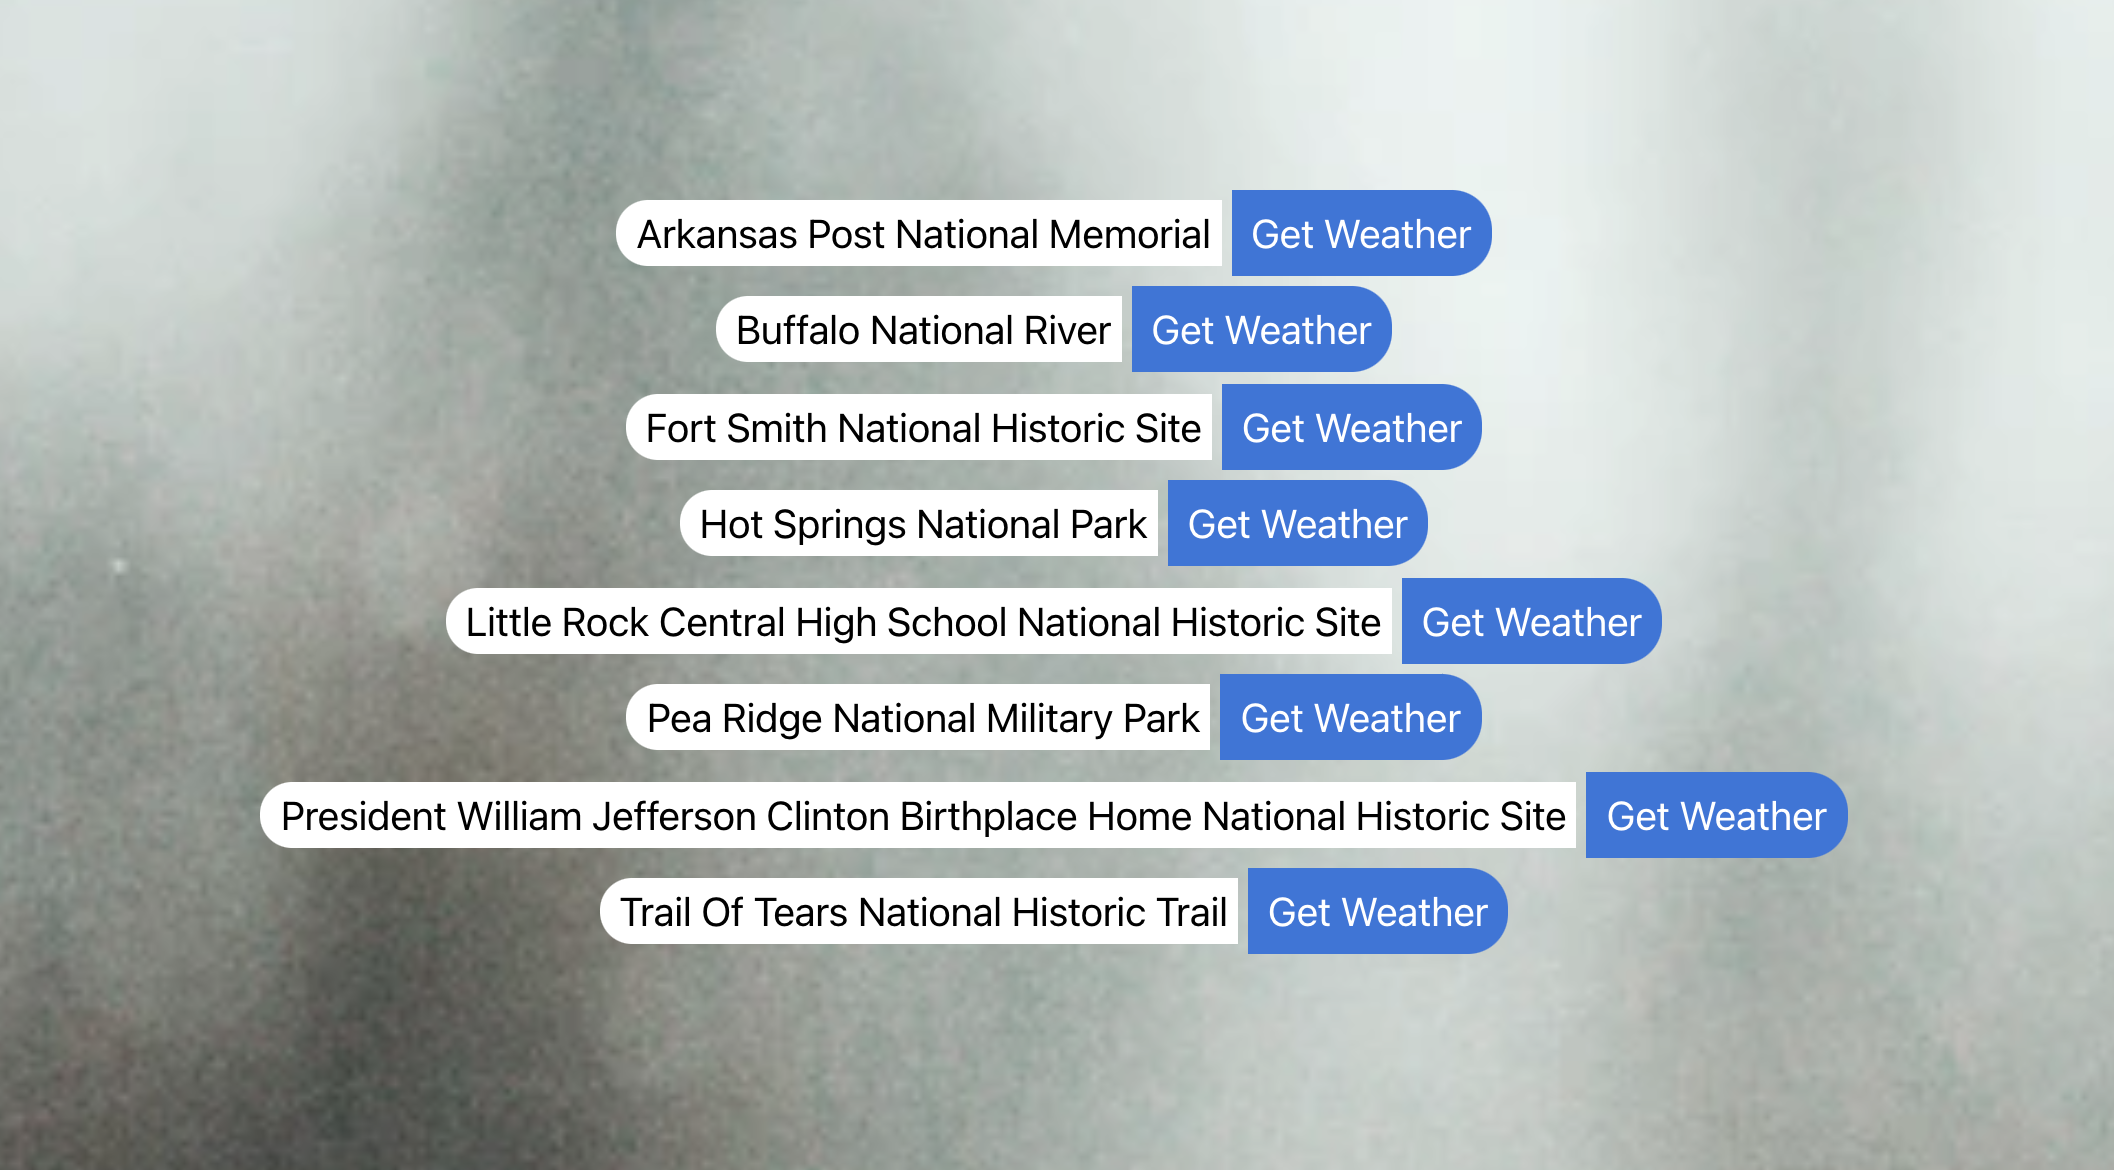 Arkansas Post National Memorial Get Weather
Buffalo National River Get Weather
Fort Smith National Historic Site Get Weather
Hot Springs National Park Get Weather
Little Rock Central High School National Historic Site Get Weather
Pea Ridge National Military Park Get Weather
President William Jefferson Clinton Birthplace Home National Historic Site Get Weather
Trail Of Tears National Historic Trail Get Weather